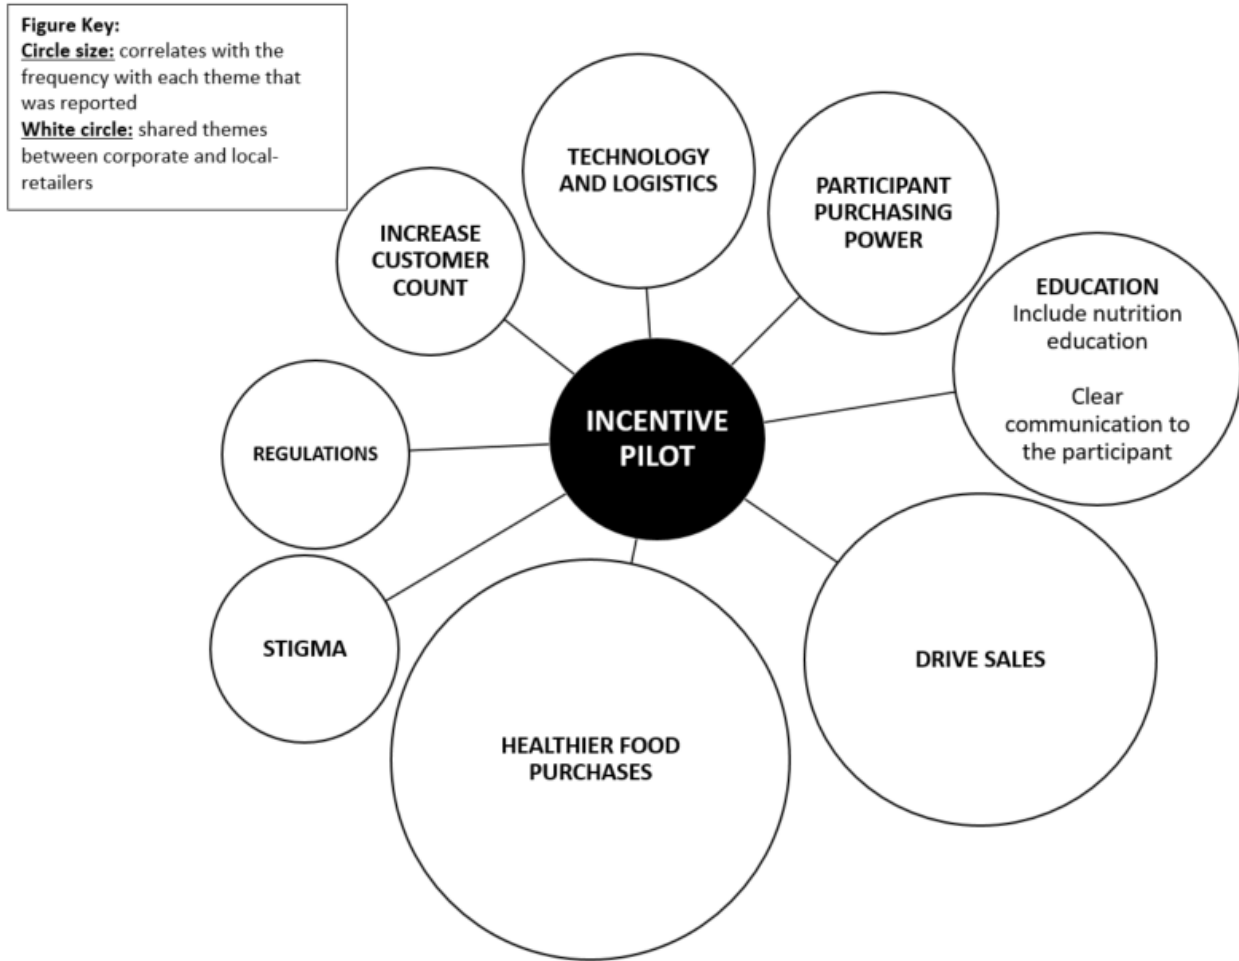 Figure Key:
Circle size: correlates with the
frequency with each theme that
was reported
White circle: shared themes
between corporate and local-
retailers
TECHNOLOGY
AND LOGISTICS
PARTICIPANT
PURCHASING
POWER
INCREASE
CUSTOMER
COUNT
EDUCATION
Include nutrition
education
Clear
communication to
the participant
INCENTIVE
PILOT
REGULATIONS
STIGMA
DRIVE SALES
HEALTHIER FOOD
PURCHASES